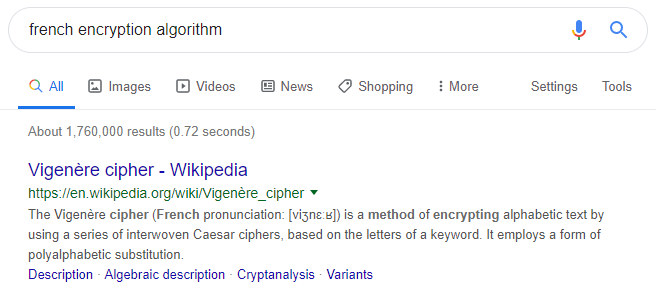 french encryption algorithm
All Images Videos News Shopping More Settings Tools
About 1,760,000 results (0.72 seconds)
Vigenère cipher - Wikipedia
https://en.wikipedia.org/wiki/Vigenère_cipher
The Vigenère cipher (French pronunciation: [viʒnɛːʁ]) is a method of encrypting alphabetic text by
using a series of interwoven Caesar ciphers, based on the letters of a keyword. It employs a form of
polyalphabetic substitution.
Description · Algebraic description · Cryptanalysis · Variants